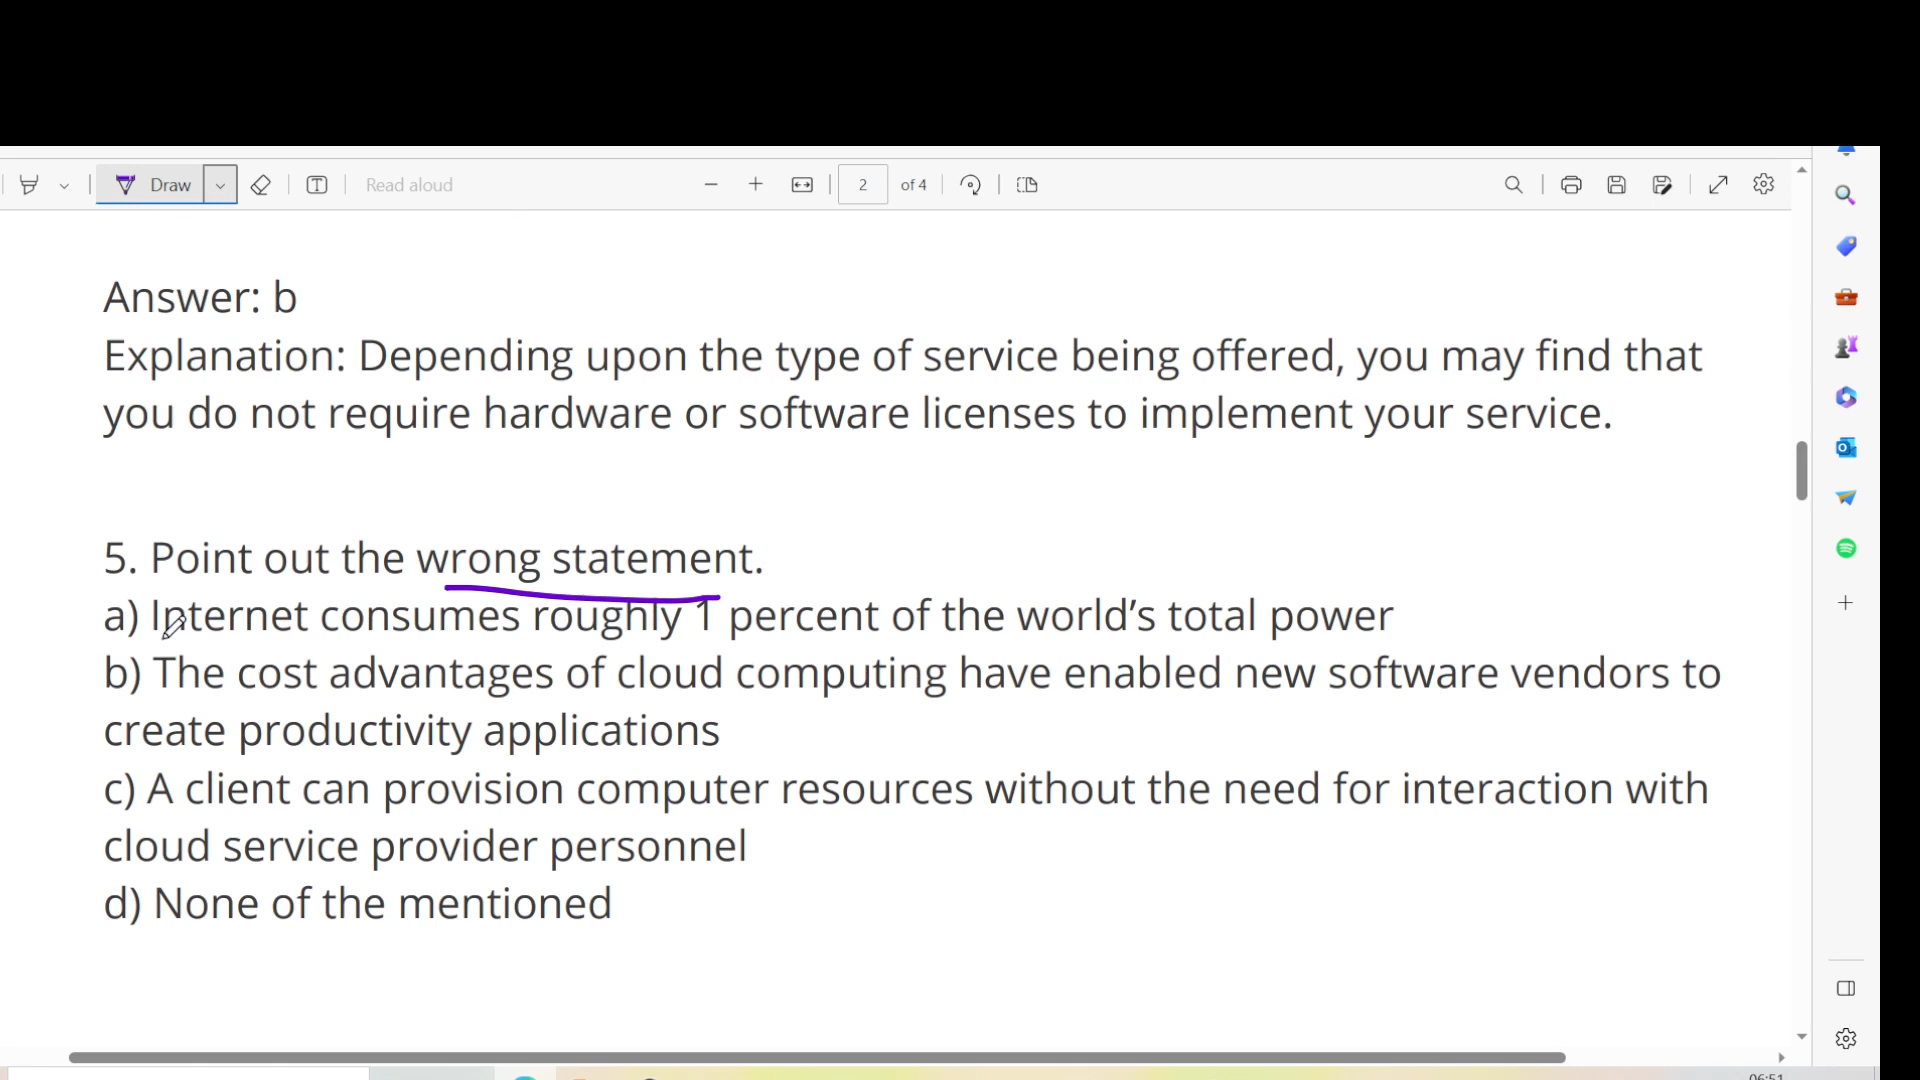 Draw
Read aloud
2
of 4
Answer: b
Explanation: Depending upon the type of service being offered, you may find that
you do not require hardware or software licenses to implement your service.
5. Point out the wrong statement.
a) Internet consumes roughly 1 percent of the world’s total power
b) The cost advantages of cloud computing have enabled new software vendors to
create productivity applications
c) A client can provision computer resources without the need for interaction with
cloud service provider personnel
d) None of the mentioned